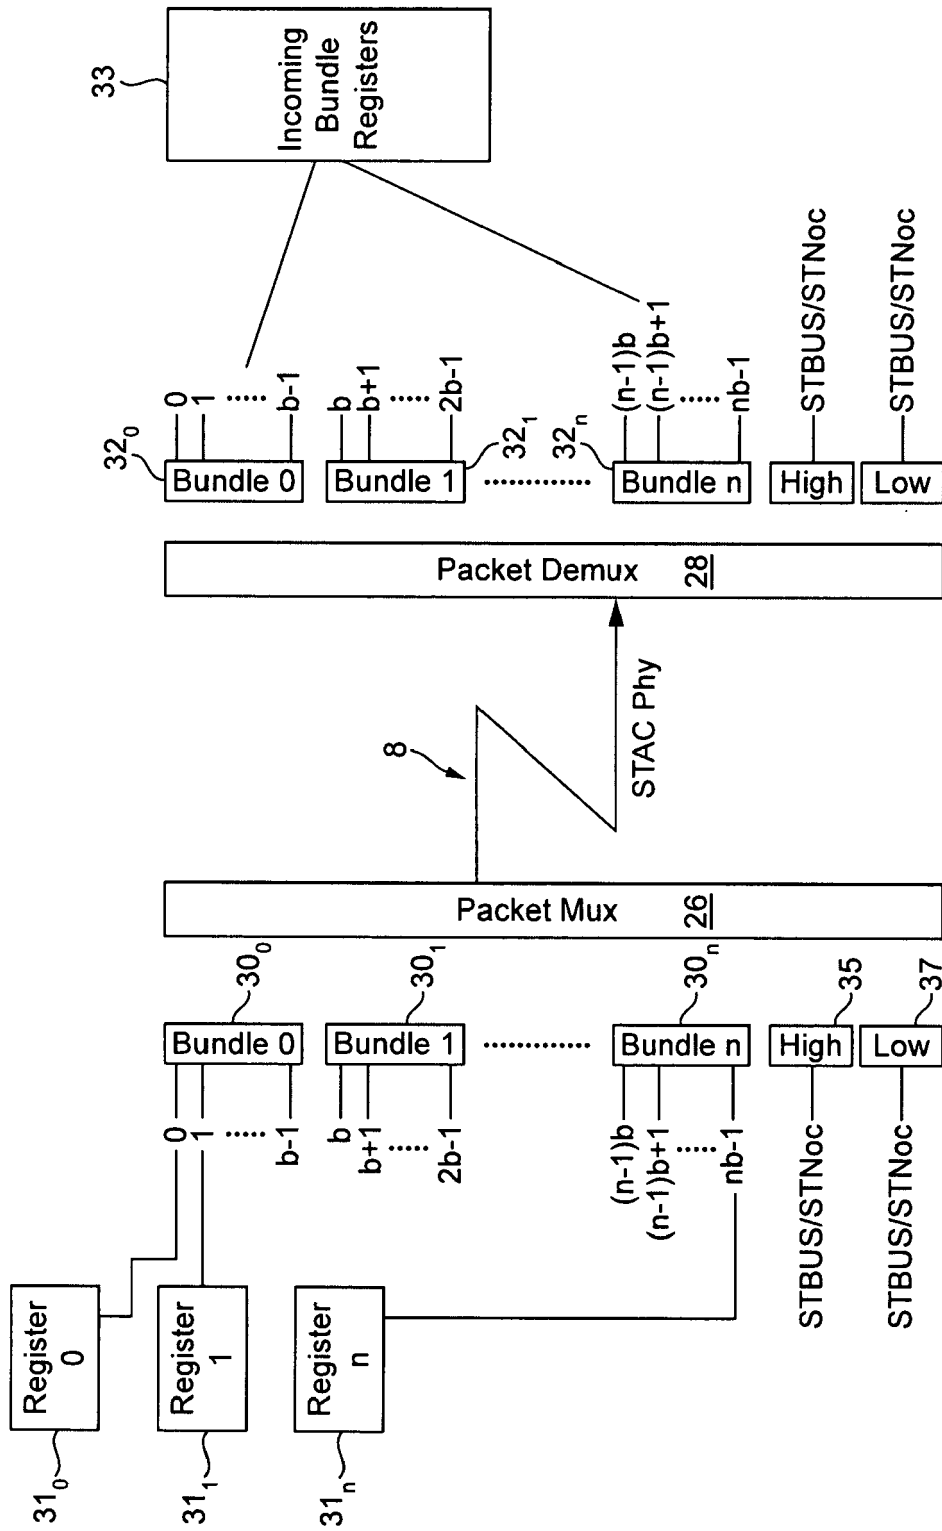 31₀
Register
0
31₁
Register
1
31ₙ
Register
n
0
1
......
b-1
b
b+1
......
2b-1
(n-1)b
(n-1)b+1
......
nb-1
STBUS/STNoc
STBUS/STNoc
Bundle 0
30₀
Bundle 1
30₁
............
Bundle n
30ₙ
High
35
Low
37
Packet Mux 26
8
STAC Phy
Packet Demux 28
32₀
Bundle 0
Bundle 1
32₁
............
32ₙ
Bundle n
High
Low
0
1
......
b-1
b
b+1
......
2b-1
(n-1)b
(n-1)b+1
......
nb-1
STBUS/STNoc
STBUS/STNoc
33
Incoming
Bundle
Registers